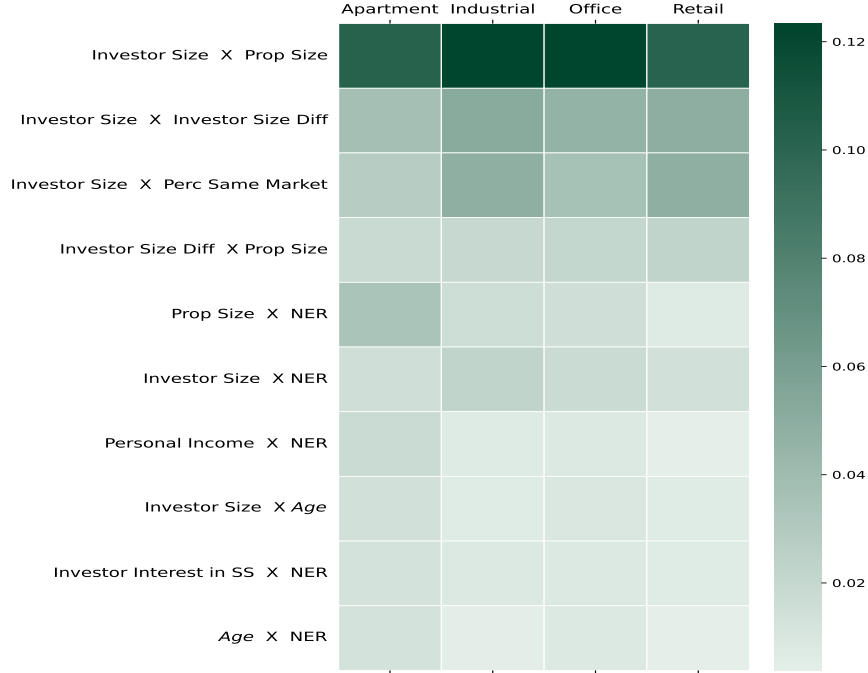 Apartment Industrial Office Retail
Investor Size X Prop Size
Investor Size X Investor Size Diff
Investor Size X Perc Same Market
Investor Size Diff X Prop Size
Prop Size X NER
Investor Size X NER
Personal Income X NER
Investor Size X Age
Investor Interest in SS X NER
Age X NER
0.12
0.10
0.08
0.06
0.04
0.02